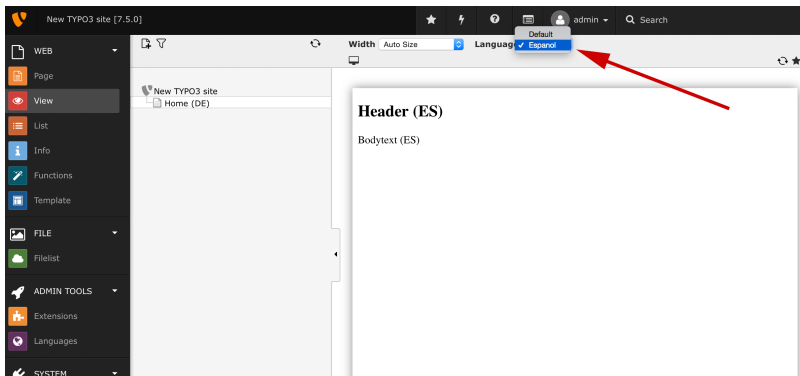 New TYPO3 site [7.5.0]
admin
Search
WEB
Page
View
List
Info
Functions
Template
FILE
Filelist
ADMIN TOOLS
Extensions
Languages
SYSTEM
New TYPO3 site
Home (DE)
Width Auto Size Languag
Default
Espanol
Header (ES)
Bodytext (ES)